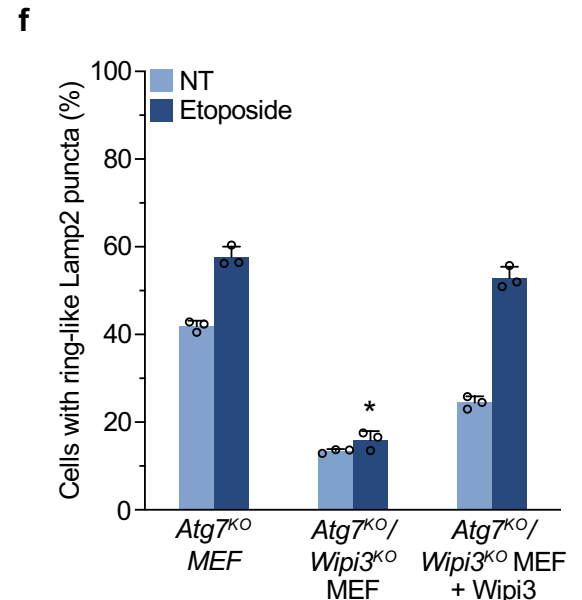 f
Cells with ring-like Lamp2 puncta (%)
100
80
60
40
20
0
NT
Etoposide
*
Atg7KO
MEF
Atg7KO/
Wipi3KO
MEF
Atg7KO/
Wipi3KO MEF
+ Wipi3